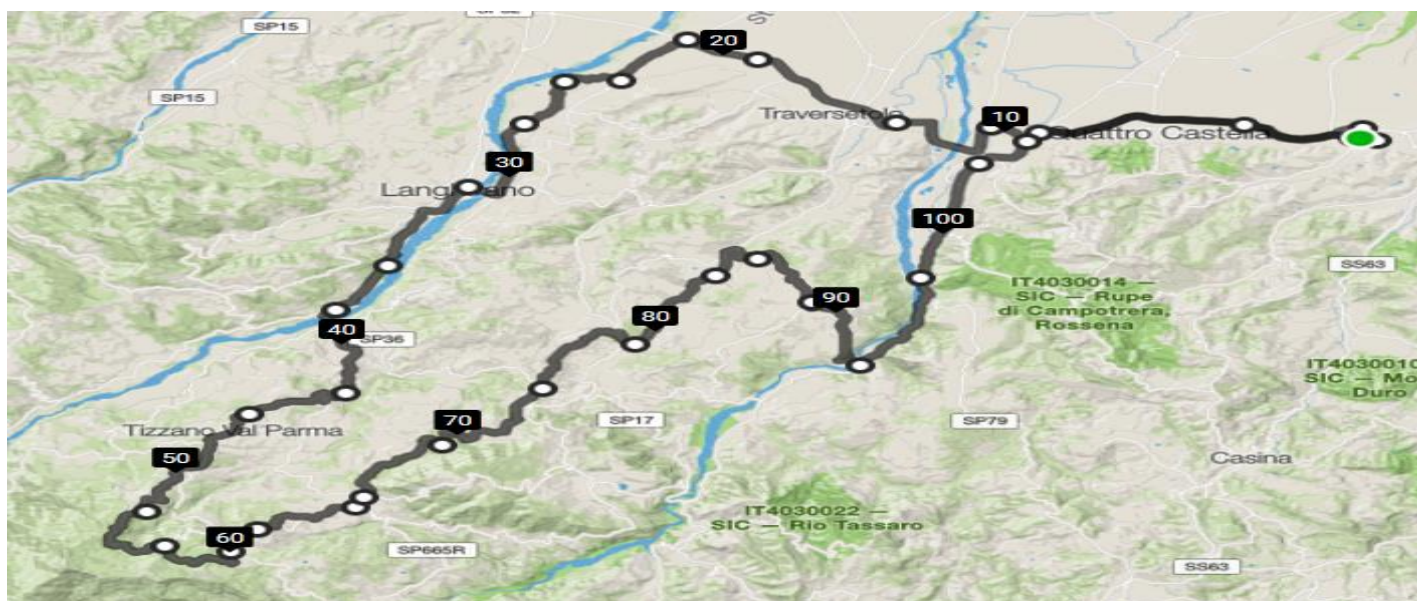 SP15
20
SP15
Traversetolo
10
Quattro Castella
30
Langhirano
100
SS63
IT4030014 —
SIC — Rupe
di Campotrera,
Rossena
90
80
40
SP36
IT4030010
SIC — Mo
Duro
70
SP17
SP79
Tizzano Val Parma
50
Casina
IT4030022 —
SIC — Rio Tassaro
60
SP665R
SS63